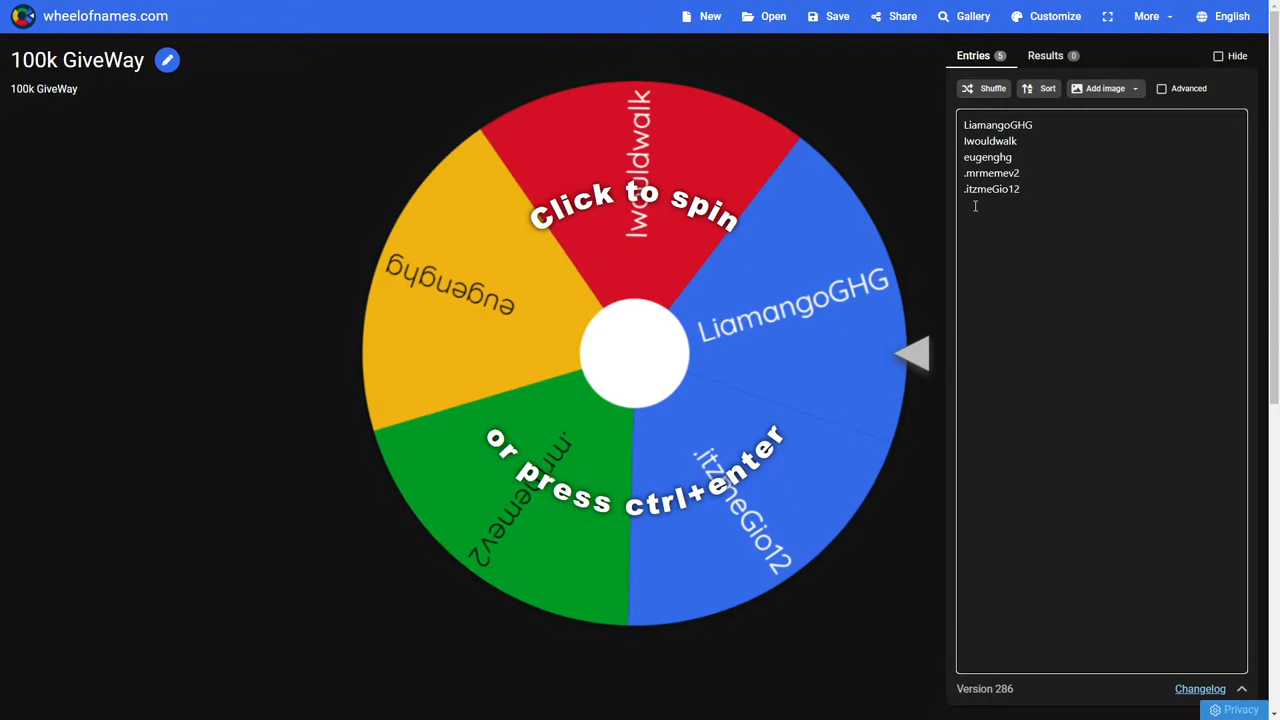 wheelofnames.com
New
Open
Save
Share
Gallery
Customize
More
English
100k GiveWay
100k GiveWay
Entries 5
Results 0
Hide
Shuffle
Sort
Add image
Advanced
LiamangoGHG
Iwouldwalk
eugenghg
.mrmemev2
.itzmeGio12
Iwouldwalk
Click to spin
LiamangoGHG
eugenghg
or press ctrl+enter
.mrmemev2
.itzmeGio12
Version 286
Changelog
Privacy